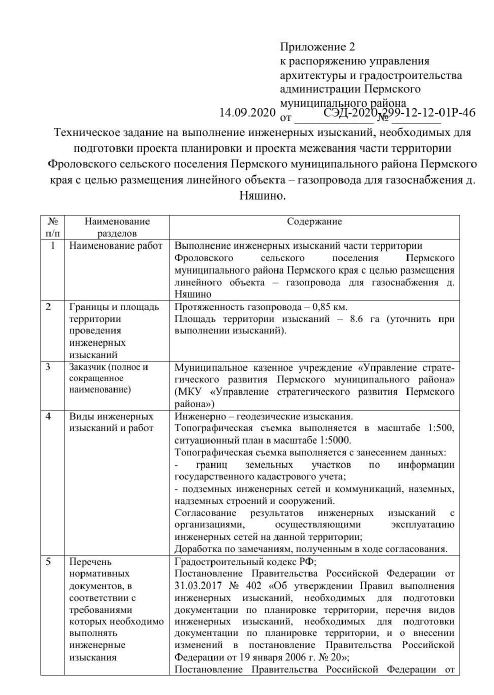 Приложение 2
к распоряжению управления
архитектуры и градостроительства
администрации Пермского
муниципального района
от 14.09.2020 № СЭД-2020-299-12-12-01Р-46
Техническое задание на выполнение инженерных изысканий, необходимых для
подготовки проекта планировки и проекта межевания части территории
Фроловского сельского поселения Пермского муниципального района Пермского
края с целью размещения линейного объекта – газопровода для газоснабжения д.
Няшино.
№ п/п
Наименование разделов
Содержание
1
Наименование работ
Выполнение инженерных изысканий части территории
Фроловского сельского поселения Пермского
муниципального района Пермского края с целью размещения
линейного объекта – газопровода для газоснабжения д.
Няшино
2
Границы и площадь
территории
проведения
инженерных
изысканий
Протяженность газопровода – 0,85 км.
Площадь территории изысканий – 8.6 га (уточнить при
выполнении изысканий).
3
Заказчик (полное и
сокращенное
наименование)
Муниципальное казенное учреждение «Управление страте-
гического развития Пермского муниципального района»
(МКУ «Управление стратегического развития Пермского
района»)
4
Виды инженерных
изысканий и работ
Инженерно – геодезические изыскания.
Топографическая съемка выполняется в масштабе 1:500,
ситуационный план в масштабе 1:5000.
Топографическая съемка выполняется с занесением данных:
- границ земельных участков по информации
государственного кадастрового учета;
- подземных инженерных сетей и коммуникаций, наземных,
надземных строений и сооружений.
Согласование результатов инженерных изысканий с
организациями, осуществляющими эксплуатацию
инженерных сетей на данной территории;
Доработка по замечаниям, полученным в ходе согласования.
5
Перечень
нормативных
документов, в
соответствии с
требованиями
которых необходимо
выполнять
инженерные
изыскания
Градостроительный кодекс РФ;
Постановление Правительства Российской Федерации от
31.03.2017 № 402 «Об утверждении Правил выполнения
инженерных изысканий, необходимых для подготовки
документации по планировке территории, перечня видов
инженерных изысканий, необходимых для подготовки
документации по планировке территории, и о внесении
изменений в постановление Правительства Российской
Федерации от 19 января 2006 г. № 20»;
Постановление Правительства Российской Федерации от